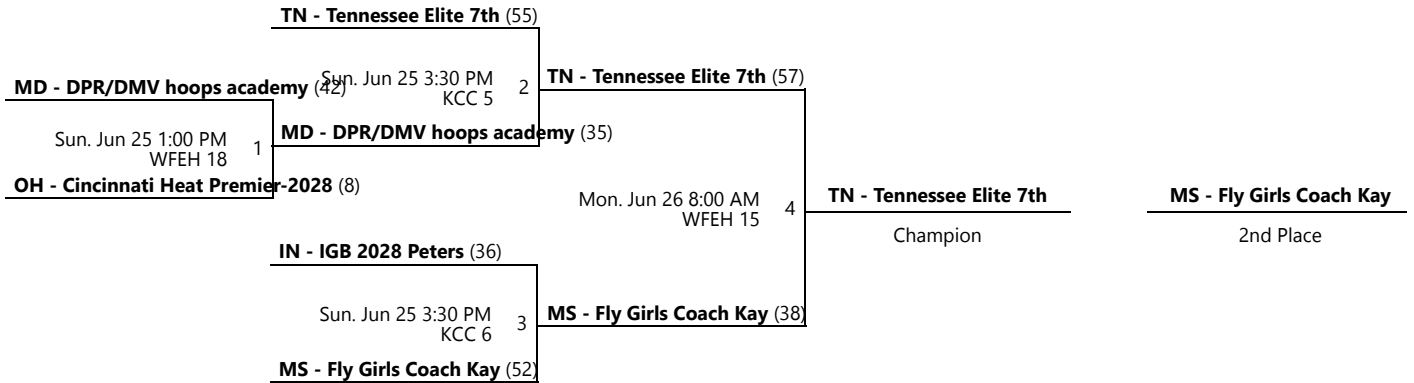 TN - Tennessee Elite 7th (55)
MD - DPR/DMV hoops academy (42)
Sun. Jun 25 3:30 PM
KCC 5
2
TN - Tennessee Elite 7th (57)
Sun. Jun 25 1:00 PM
WFEH 18
1
MD - DPR/DMV hoops academy (35)
OH - Cincinnati Heat Premier-2028 (8)
Mon. Jun 26 8:00 AM
WFEH 15
4
TN - Tennessee Elite 7th
Champion
MS - Fly Girls Coach Kay
2nd Place
IN - IGB 2028 Peters (36)
Sun. Jun 25 3:30 PM
KCC 6
3
MS - Fly Girls Coach Kay (38)
MS - Fly Girls Coach Kay (52)